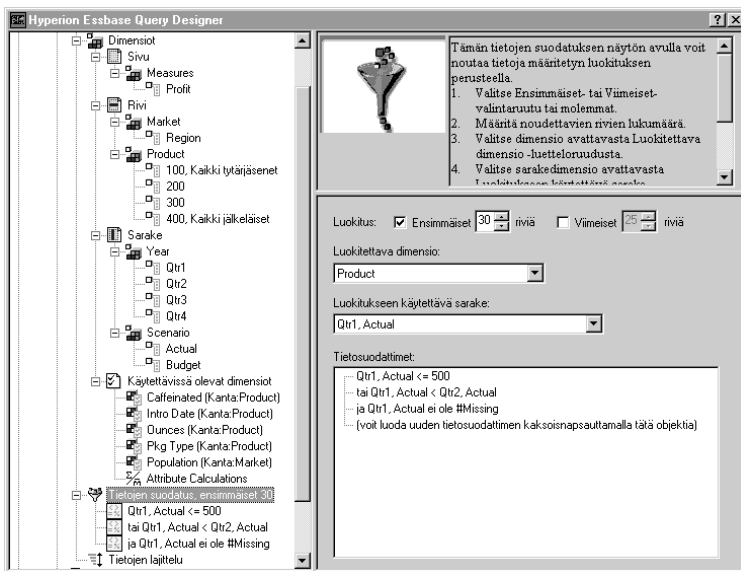 Hyperion Essbase Query Designer
Dimensiot
Sivu
Measures
Profit
Rivi
Market
Region
Product
100, Kaikki tytärjäsenet
200
300
400, Kaikki jälkeläiset
Sarake
Year
Qtr1
Qtr2
Qtr3
Qtr4
Scenario
Actual
Budget
Käytettävissä olevat dimensiot
Caffeinated (Kanta:Product)
Intro Date (Kanta:Product)
Ounces (Kanta:Product)
Pkg Type (Kanta:Product)
Population (Kanta:Market)
Attribute Calculations
Tietojen suodatus, ensimmäiset 30
Qtr1, Actual <= 500
tai Qtr1, Actual < Qtr2, Actual
ja Qtr1, Actual ei ole #Missing
Tietojen lajittelu
Tämän tietojen suodatuksen näytön avulla voit
noutaa tietoja määritetyn luokituksen
perusteella.
1. Valitse Ensimmäiset- tai Viimeiset-
valintaruutu tai molemmat.
2. Määritä noudettavien rivien lukumäärä.
3. Valitse dimensio avattavasta Luokitettava
dimensio -luetteloruudusta.
4. Valitse sarakedimensio avattavasta
Luokitukseen käytettävä sarake
Luokitus: Ensimmäiset 30 riviä Viimeiset 25 riviä
Luokitettava dimensio:
Product
Luokitukseen käytettävä sarake:
Qtr1, Actual
Tietosuodattimet:
Qtr1, Actual <= 500
tai Qtr1, Actual < Qtr2, Actual
ja Qtr1, Actual ei ole #Missing
(voit luoda uuden tietosuodattimen kaksoisnapsauttamalla tätä objektia)